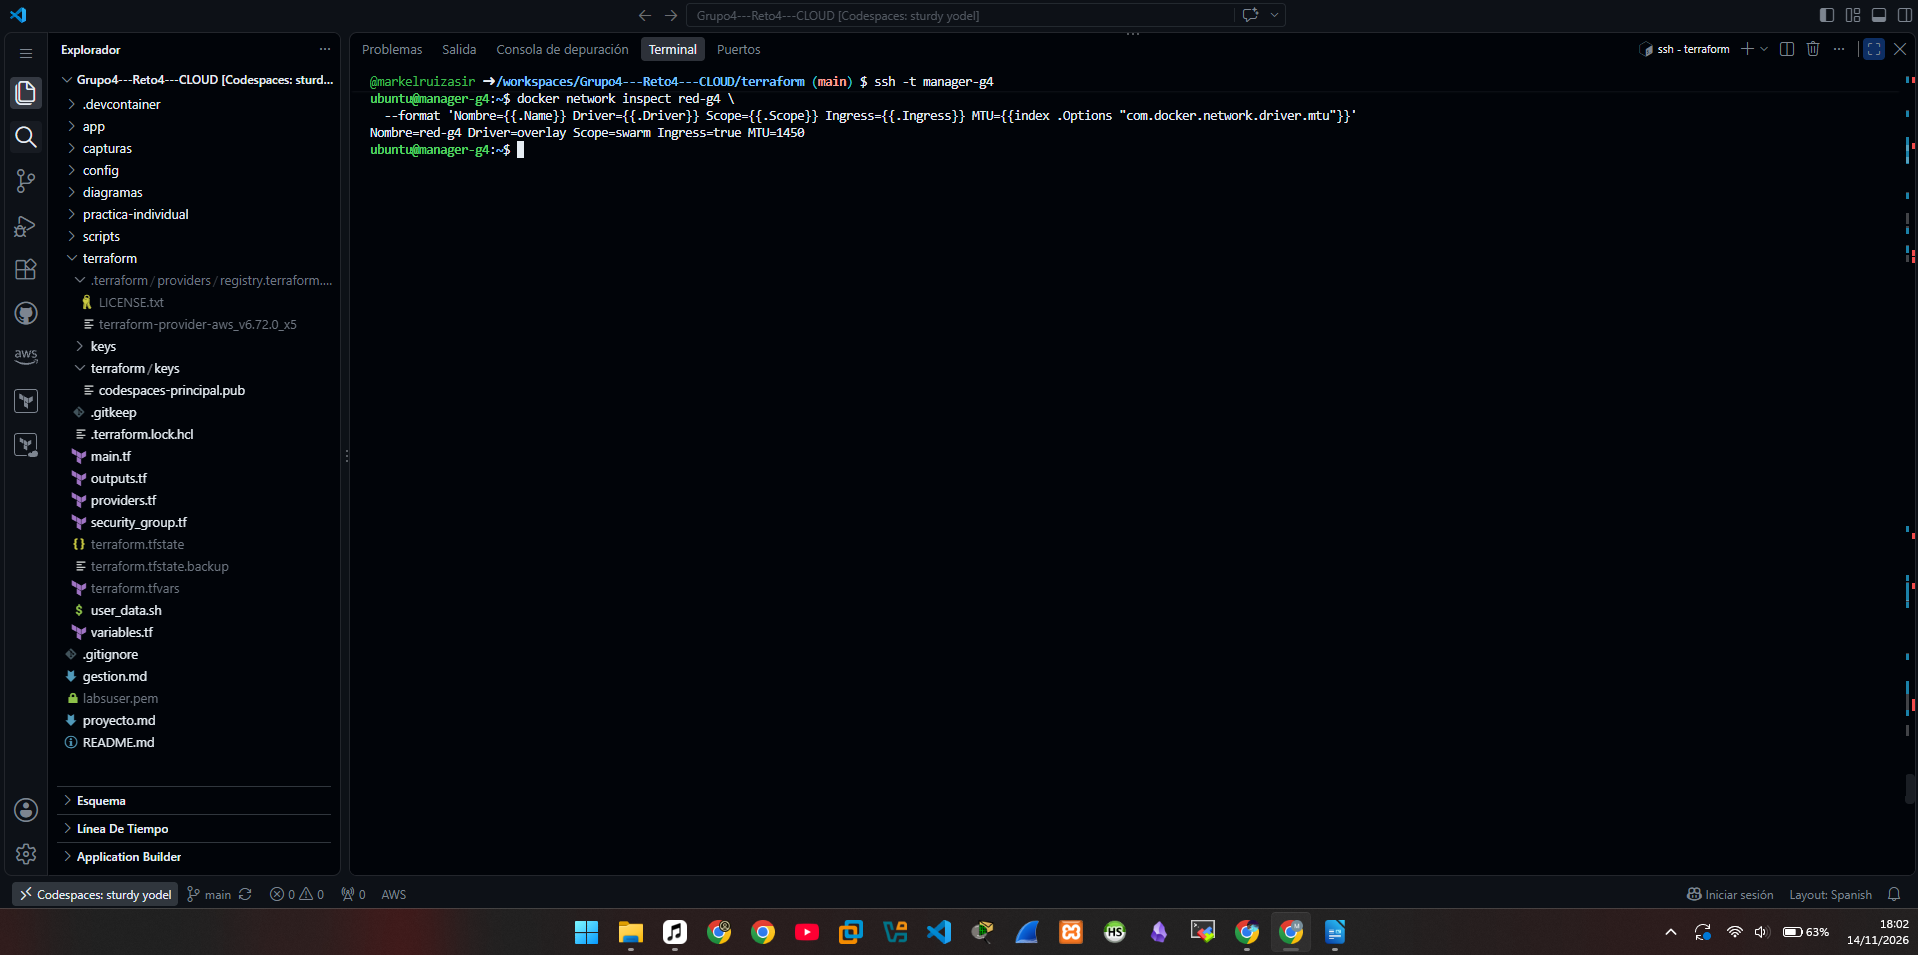 Grupo4---Reto4---CLOUD [Codespaces: sturdy yodel]
Explorador
Problemas Salida Consola de depuración Terminal Puertos
ssh - terraform
Grupo4---Reto4---CLOUD [Codespaces: sturd...
.devcontainer
app
capturas
config
diagramas
practica-individual
scripts
terraform
.terraform / providers / registry.terraform....
LICENSE.txt
terraform-provider-aws_v6.72.0_x5
keys
terraform / keys
codespaces-principal.pub
.gitkeep
.terraform.lock.hcl
main.tf
outputs.tf
providers.tf
security_group.tf
terraform.tfstate
terraform.tfstate.backup
terraform.tfvars
user_data.sh
variables.tf
.gitignore
gestion.md
labsuser.pem
proyecto.md
README.md
Esquema
Línea De Tiempo
Application Builder
aws
@markelruizasir ➜/workspaces/Grupo4---Reto4---CLOUD/terraform (main) $ ssh -t manager-g4
ubuntu@manager-g4:~$ docker network inspect red-g4 \
--format 'Nombre={{.Name}} Driver={{.Driver}} Scope={{.Scope}} Ingress={{.Ingress}} MTU={{index .Options "com.docker.network.driver.mtu"}}'
Nombre=red-g4 Driver=overlay Scope=swarm Ingress=true MTU=1450
ubuntu@manager-g4:~$
Codespaces: sturdy yodel main 0 0 0 AWS
Iniciar sesión Layout: Spanish
HS
63%
18:02
14/11/2026